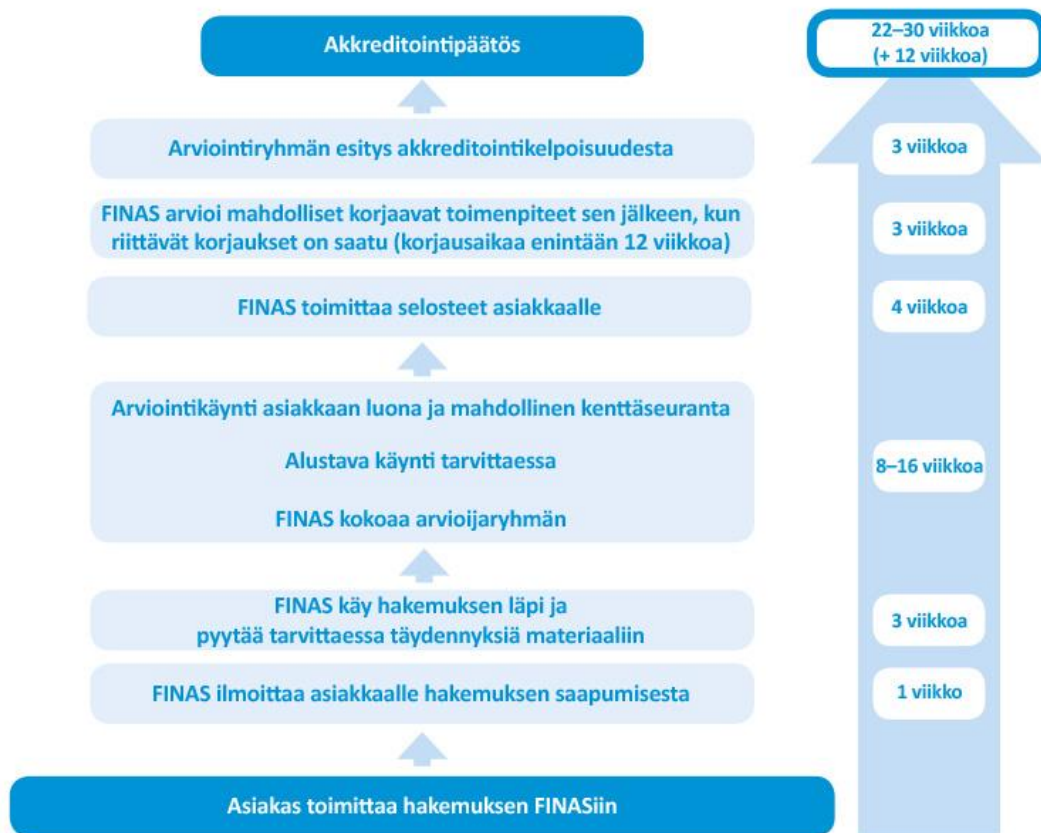 Akkreditointipäätös
22–30 viikkoa
(+ 12 viikkoa)
Arviointiryhmän esitys akkreditointikelpoisuudesta
3 viikkoa
FINAS arvioi mahdolliset korjaavat toimenpiteet sen jälkeen, kun
riittävät korjaukset on saatu (korjausaikaa enintään 12 viikkoa)
3 viikkoa
FINAS toimittaa selosteet asiakkaalle
4 viikkoa
Arviointikäynti asiakkaan luona ja mahdollinen kenttäseuranta
Alustava käynti tarvittaessa
FINAS kokoaa arvioijaryhmän
8–16 viikkoa
FINAS käy hakemuksen läpi ja
pyytää tarvittaessa täydennyksiä materiaaliin
3 viikkoa
FINAS ilmoittaa asiakkaalle hakemuksen saapumisesta
1 viikko
Asiakas toimittaa hakemuksen FINASiin